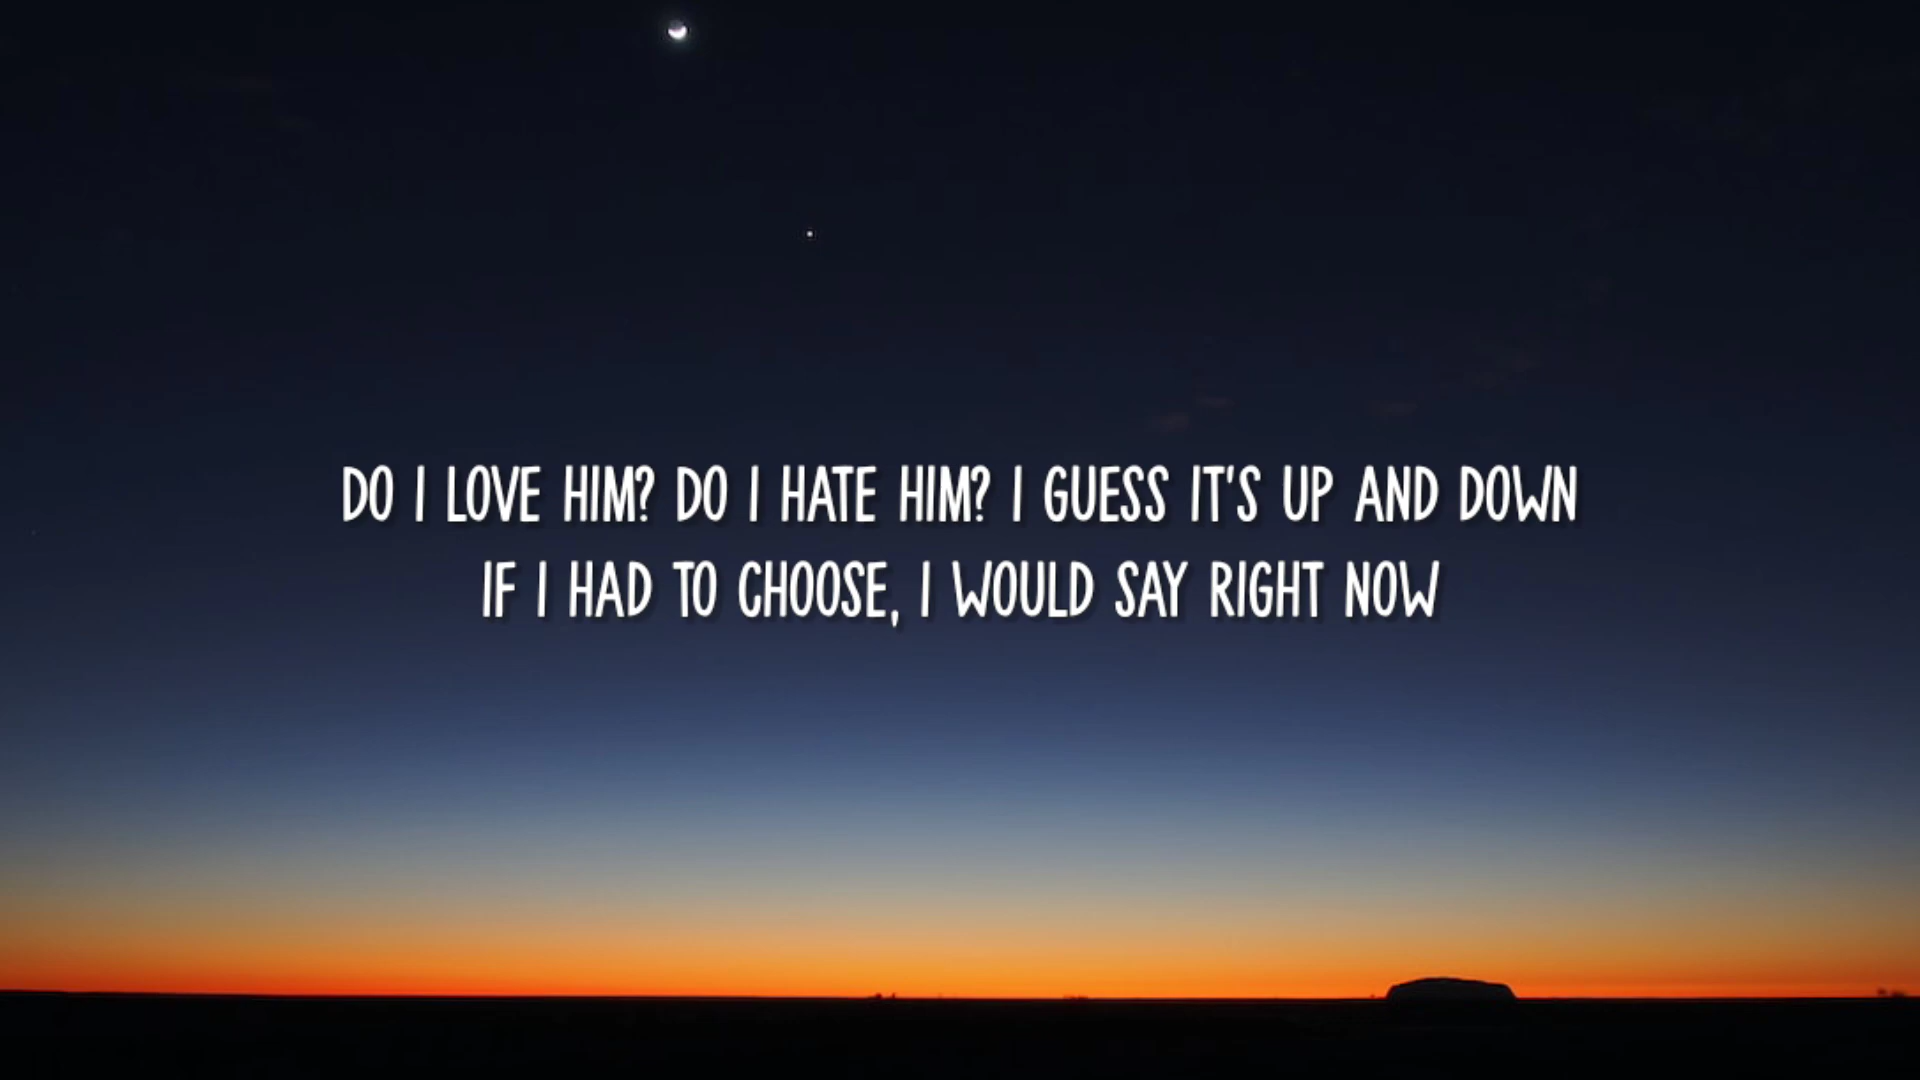 DO I LOVE HIM? DO I HATE HIM? I GUESS IT'S UP AND DOWN
IF I HAD TO CHOOSE, I WOULD SAY RIGHT NOW